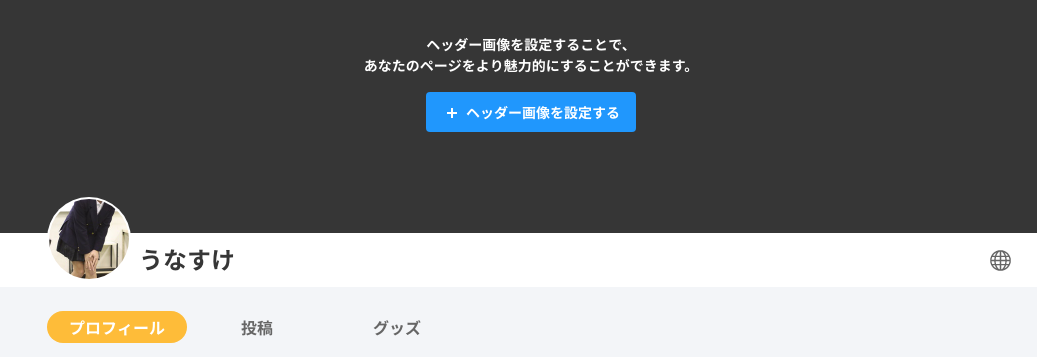 ヘッダー画像を設定することで、
あなたのページをより魅力的にすることができます。
+ ヘッダー画像を設定する
うなすけ
プロフィール
投稿
グッズ